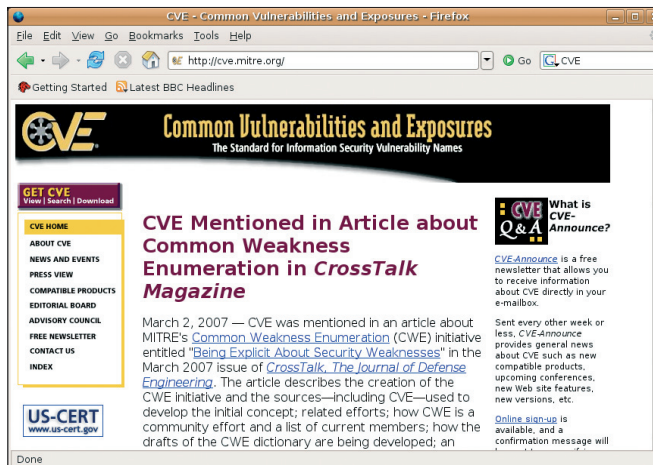 CVE - Common Vulnerabilities and Exposures - Firefox
File Edit View Go Bookmarks Tools Help
http://cve.mitre.org/ Go G CVE
Getting Started Latest BBC Headlines
CVE
Common Vulnerabilities and Exposures
The Standard for Information Security Vulnerability Names
GET CVE
View | Search | Download
CVE HOME
ABOUT CVE
NEWS AND EVENTS
PRESS VIEW
COMPATIBLE PRODUCTS
EDITORIAL BOARD
ADVISORY COUNCIL
FREE NEWSLETTER
CONTACT US
INDEX
US-CERT
www.us-cert.gov
CVE Mentioned in Article about
Common Weakness
Enumeration in CrossTalk
Magazine
March 2, 2007 — CVE was mentioned in an article about
MITRE's Common Weakness Enumeration (CWE) initiative
entitled "Being Explicit About Security Weaknesses" in the
March 2007 issue of CrossTalk, The Journal of Defense
Engineering. The article describes the creation of the
CWE initiative and the sources—including CVE—used to
develop the initial concept; related efforts; how CWE is a
community effort and a list of current members; how the
drafts of the CWE dictionary are being developed; an
CVE
Q&A
What is
CVE-
Announce?
CVE-Announce is a free
newsletter that allows you
to receive information
about CVE directly in your
e-mailbox.
Sent every other week or
less, CVE-Announce
provides general news
about CVE such as new
compatible products,
upcoming conferences,
new Web site features,
new versions, etc.
Online sign-up is
available, and a
confirmation message will
Done